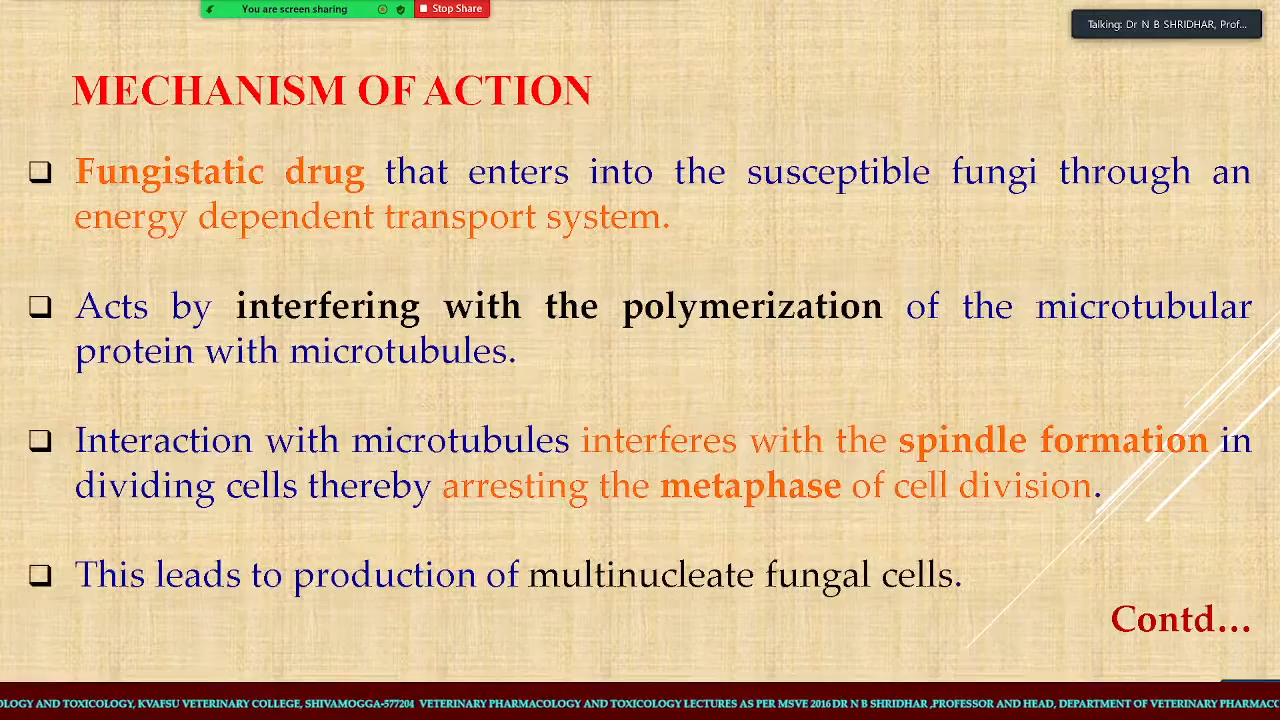 You are screen sharing
Stop Share
Talking: Dr N B SHRIDHAR, Prof...
MECHANISM OF ACTION
Fungistatic drug that enters into the susceptible fungi through an
energy dependent transport system.
Acts by interfering with the polymerization of the microtubular
protein with microtubules.
Interaction with microtubules interferes with the spindle formation in
dividing cells thereby arresting the metaphase of cell division.
This leads to production of multinucleate fungal cells.
Contd...
OLOGY AND TOXICOLOGY, KVAFSU VETERINARY COLLEGE, SHIVAMOGGA-577204 VETERINARY PHARMACOLOGY AND TOXICOLOGY LECTURES AS PER MSVE 2016 DR N B SHRIDHAR ,PROFESSOR AND HEAD, DEPARTMENT OF VETERINARY PHARMACO